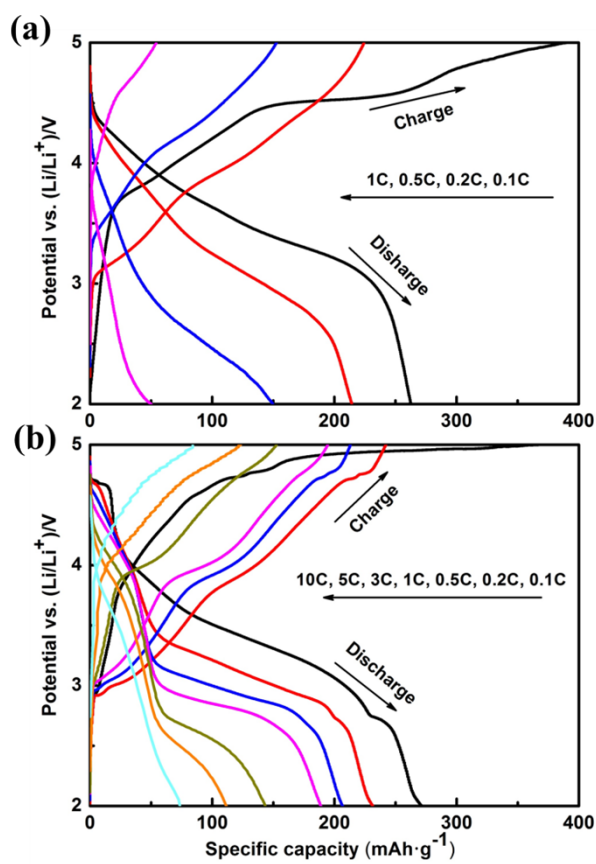 (a)
Potential vs. (Li/Li⁺)/V
5
4
3
2
Charge
1C, 0.5C, 0.2C, 0.1C
Disharge
0 100 200 300 400
(b)
Potential vs. (Li/Li⁺)/V
5
4
3
2
Charge
10C, 5C, 3C, 1C, 0.5C, 0.2C, 0.1C
Discharge
0 100 200 300 400
Specific capacity (mAh·g⁻¹)